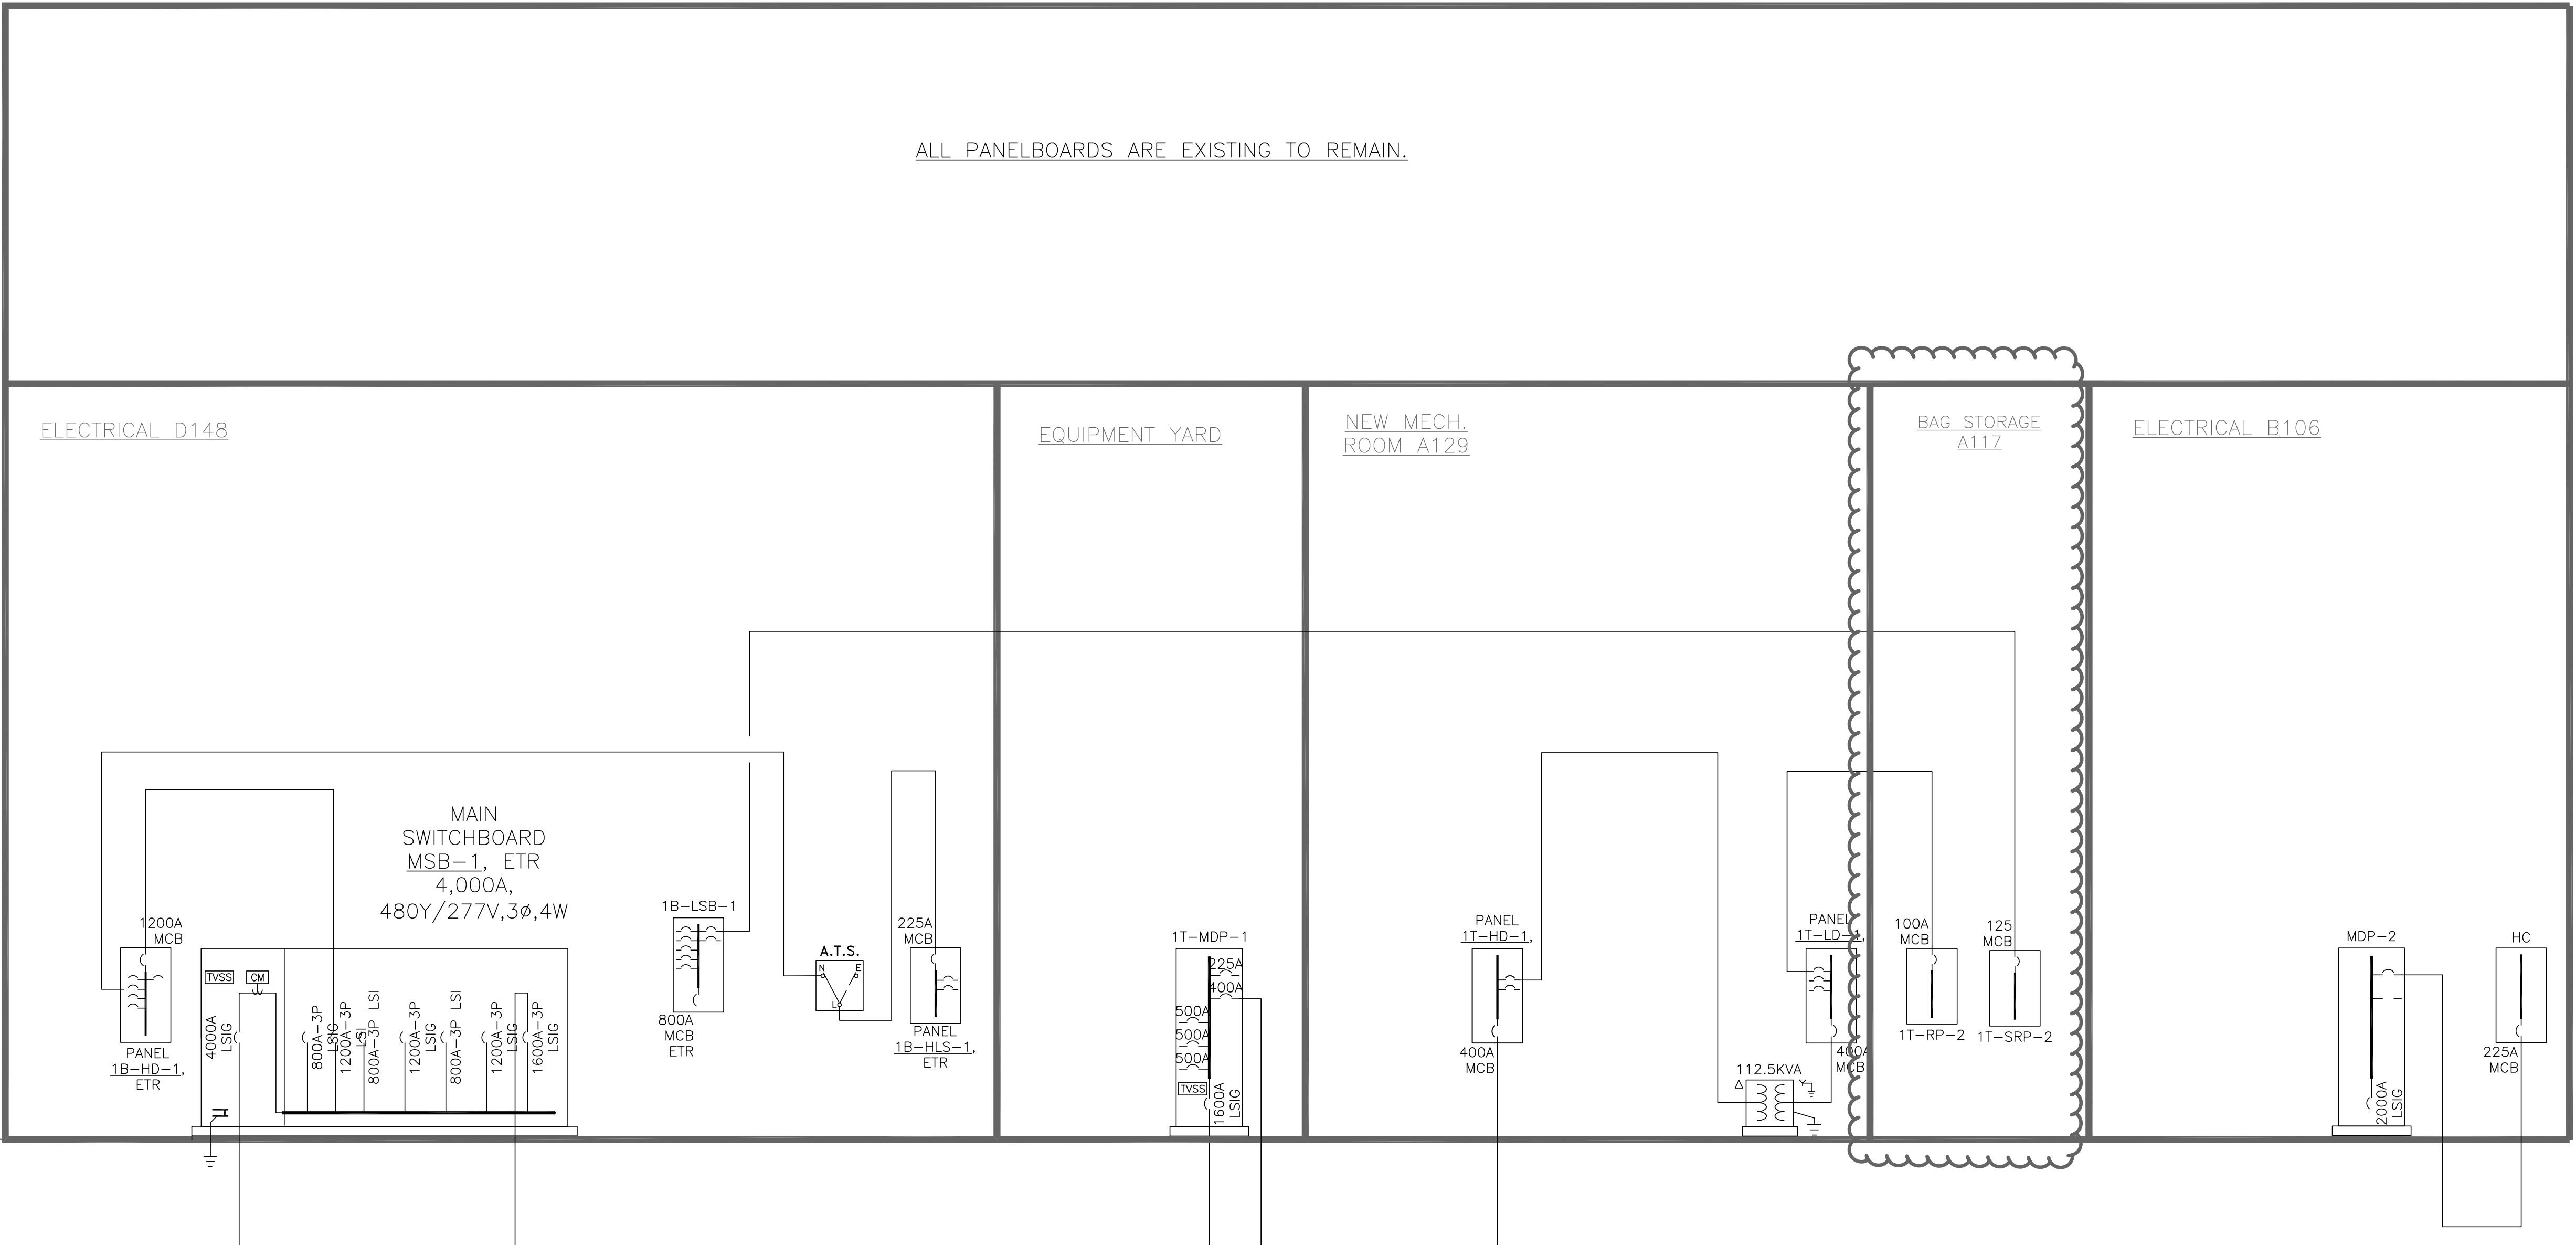 ALL PANELBOARDS ARE EXISTING TO REMAIN.
ELECTRICAL D148
EQUIPMENT YARD
NEW MECH.
ROOM A129
BAG STORAGE
A117
ELECTRICAL B106
1200A
MCB
PANEL
1B-HD-1,
ETR
MAIN
SWITCHBOARD
MSB-1, ETR
4,000A,
480Y/277V,3ø,4W
TVSS
CM
4000A
LSIG
800A-3P
LSIG
1200A-3P
LSI
800A-3P LSI
1200A-3P
LSIG
800A-3P LSI
1200A-3P
LSIG
1600A-3P
LSIG
1B-LSB-1
800A
MCB
ETR
A.T.S.
N
E
L
225A
MCB
PANEL
1B-HLS-1,
ETR
1T-MDP-1
225A
400A
500A
500A
500A
TVSS
1600A
LSIG
PANEL
1T-HD-1,
400A
MCB
112.5KVA
Δ
Y
PANEL
1T-LD-1,
400A
MCB
100A
MCB
1T-RP-2
125
MCB
1T-SRP-2
MDP-2
2000A
LSIG
HC
225A
MCB